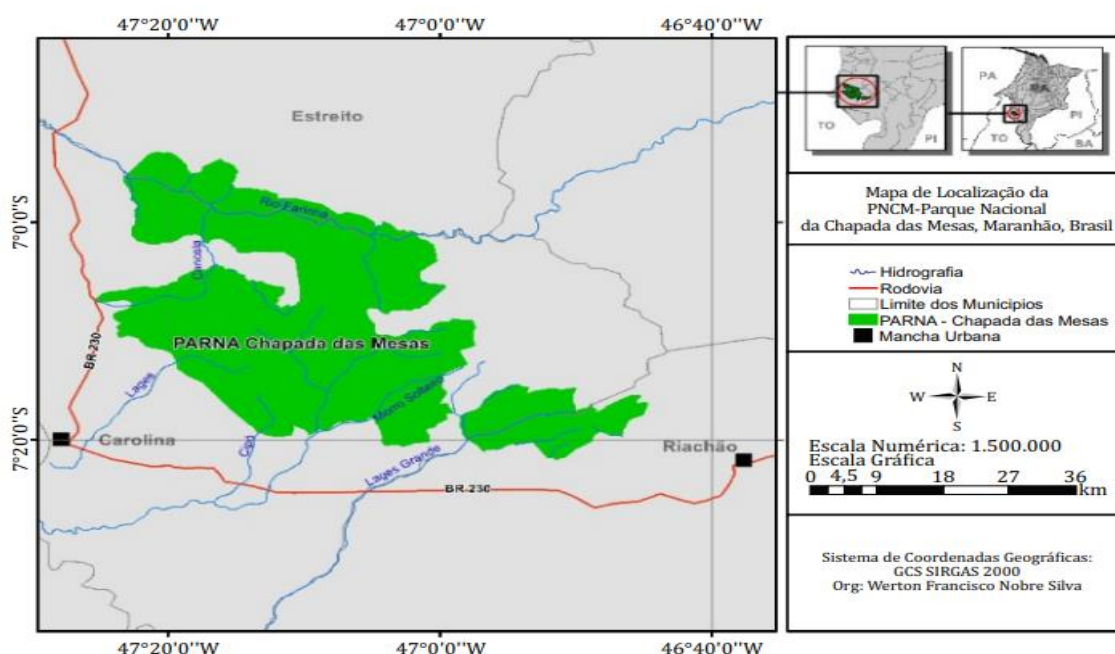 47°20'0''W
47°0'0''W
46°40'0''W
7°0'0''S
7°20'0''S
Estreito
Rio Farinha
PARNA Chapada das Mesas
BR-230
Lages
Morro Solteiro
Carolina
Lages Grande
Riachão
BR-230
47°20'0''W
47°0'0''W
46°40'0''W
TO
PI
PA
MA
PI
TO
BA
Mapa de Localização da
PNCM-Parque Nacional
da Chapada das Mesas, Maranhão, Brasil
Hidrografia
Rodovia
Limite dos Municipios
PARNA - Chapada das Mesas
Mancha Urbana
N
W E
S
Escala Numérica: 1.500.000
Escala Gráfica
0 4,5 9 18 27 36
km
Sistema de Coordenadas Geográficas:
GCS SIRGAS 2000
Org: Werton Francisco Nobre Silva